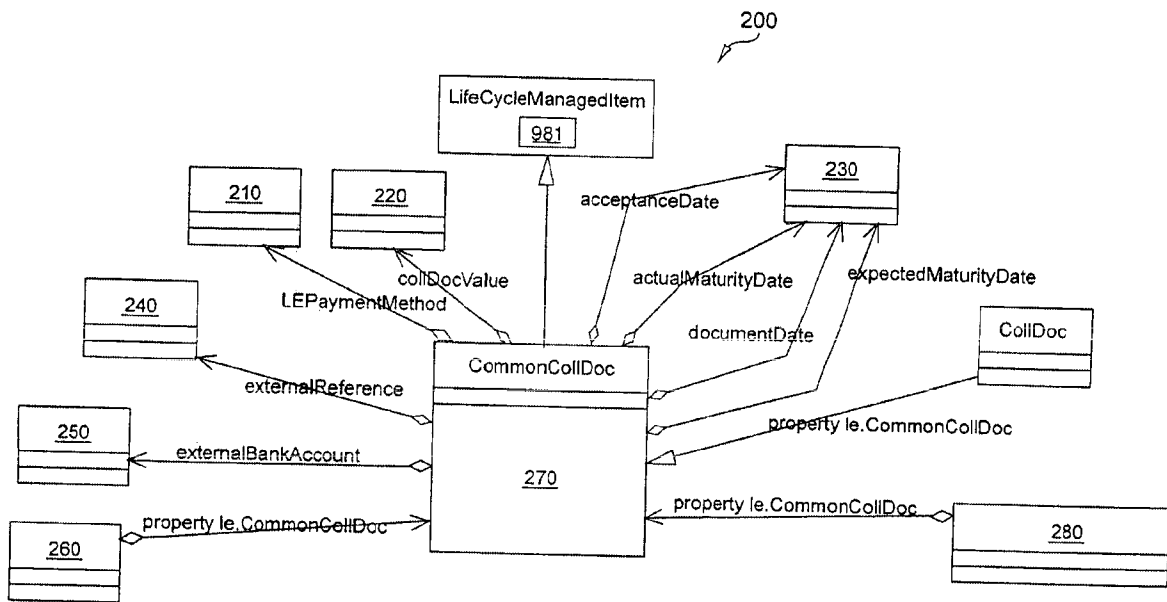 200
LifeCycleManagedItem
981
210
220
230
acceptanceDate
collDocValue
actualMaturityDate
expectedMaturityDate
LEPaymentMethod
240
documentDate
CollDoc
CommonCollDoc
externalReference
250
externalBankAccount
property le.CommonCollDoc
270
260
property le.CommonCollDoc
property le.CommonCollDoc
280